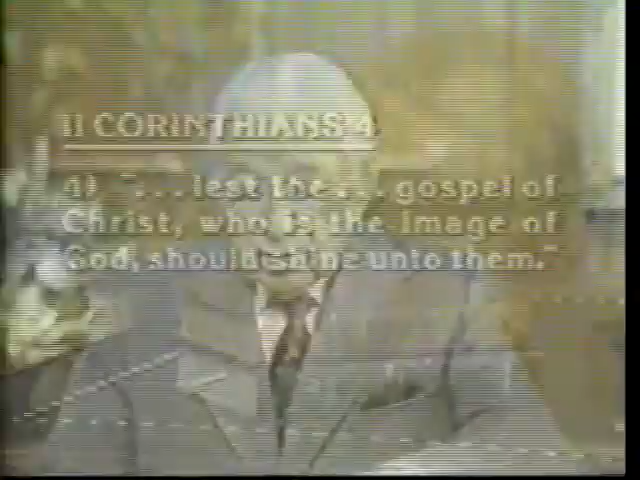 II CORINTHIANS 4
4) "... lest the ... gospel of
Christ, who is the image of
God, should shine unto them."